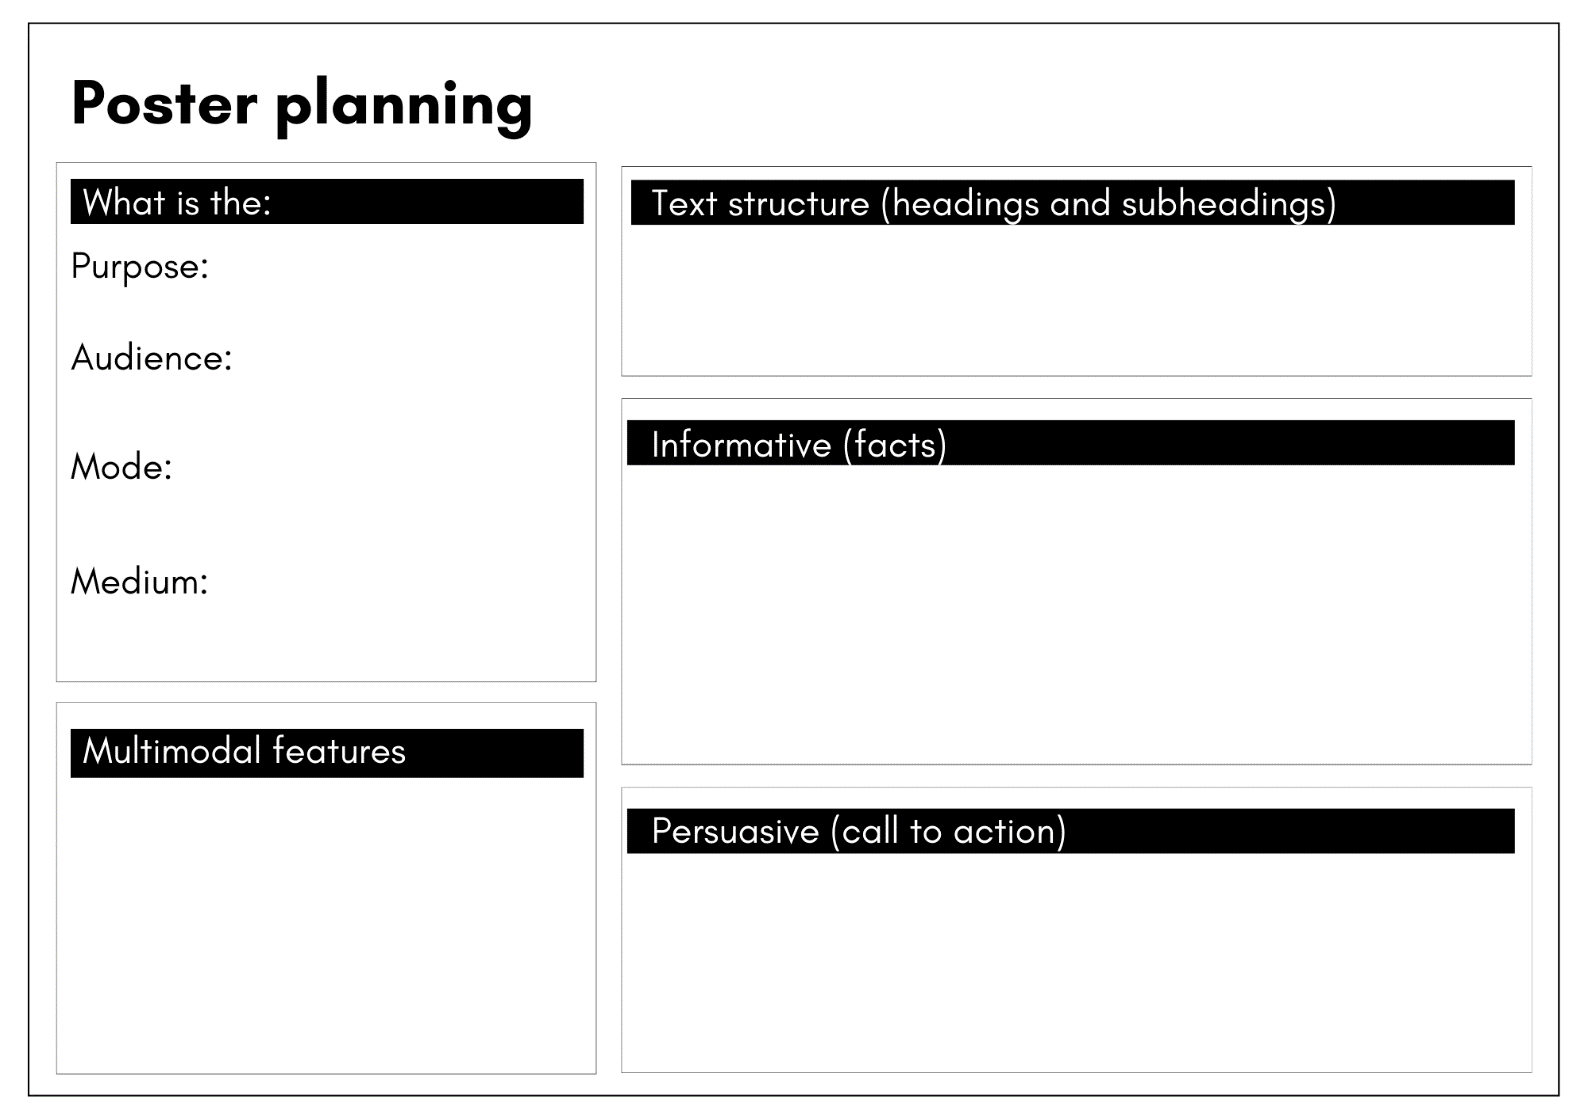 Poster planning
What is the:
Purpose:
Audience:
Mode:
Medium:
Multimodal features
Text structure (headings and subheadings)
Informative (facts)
Persuasive (call to action)